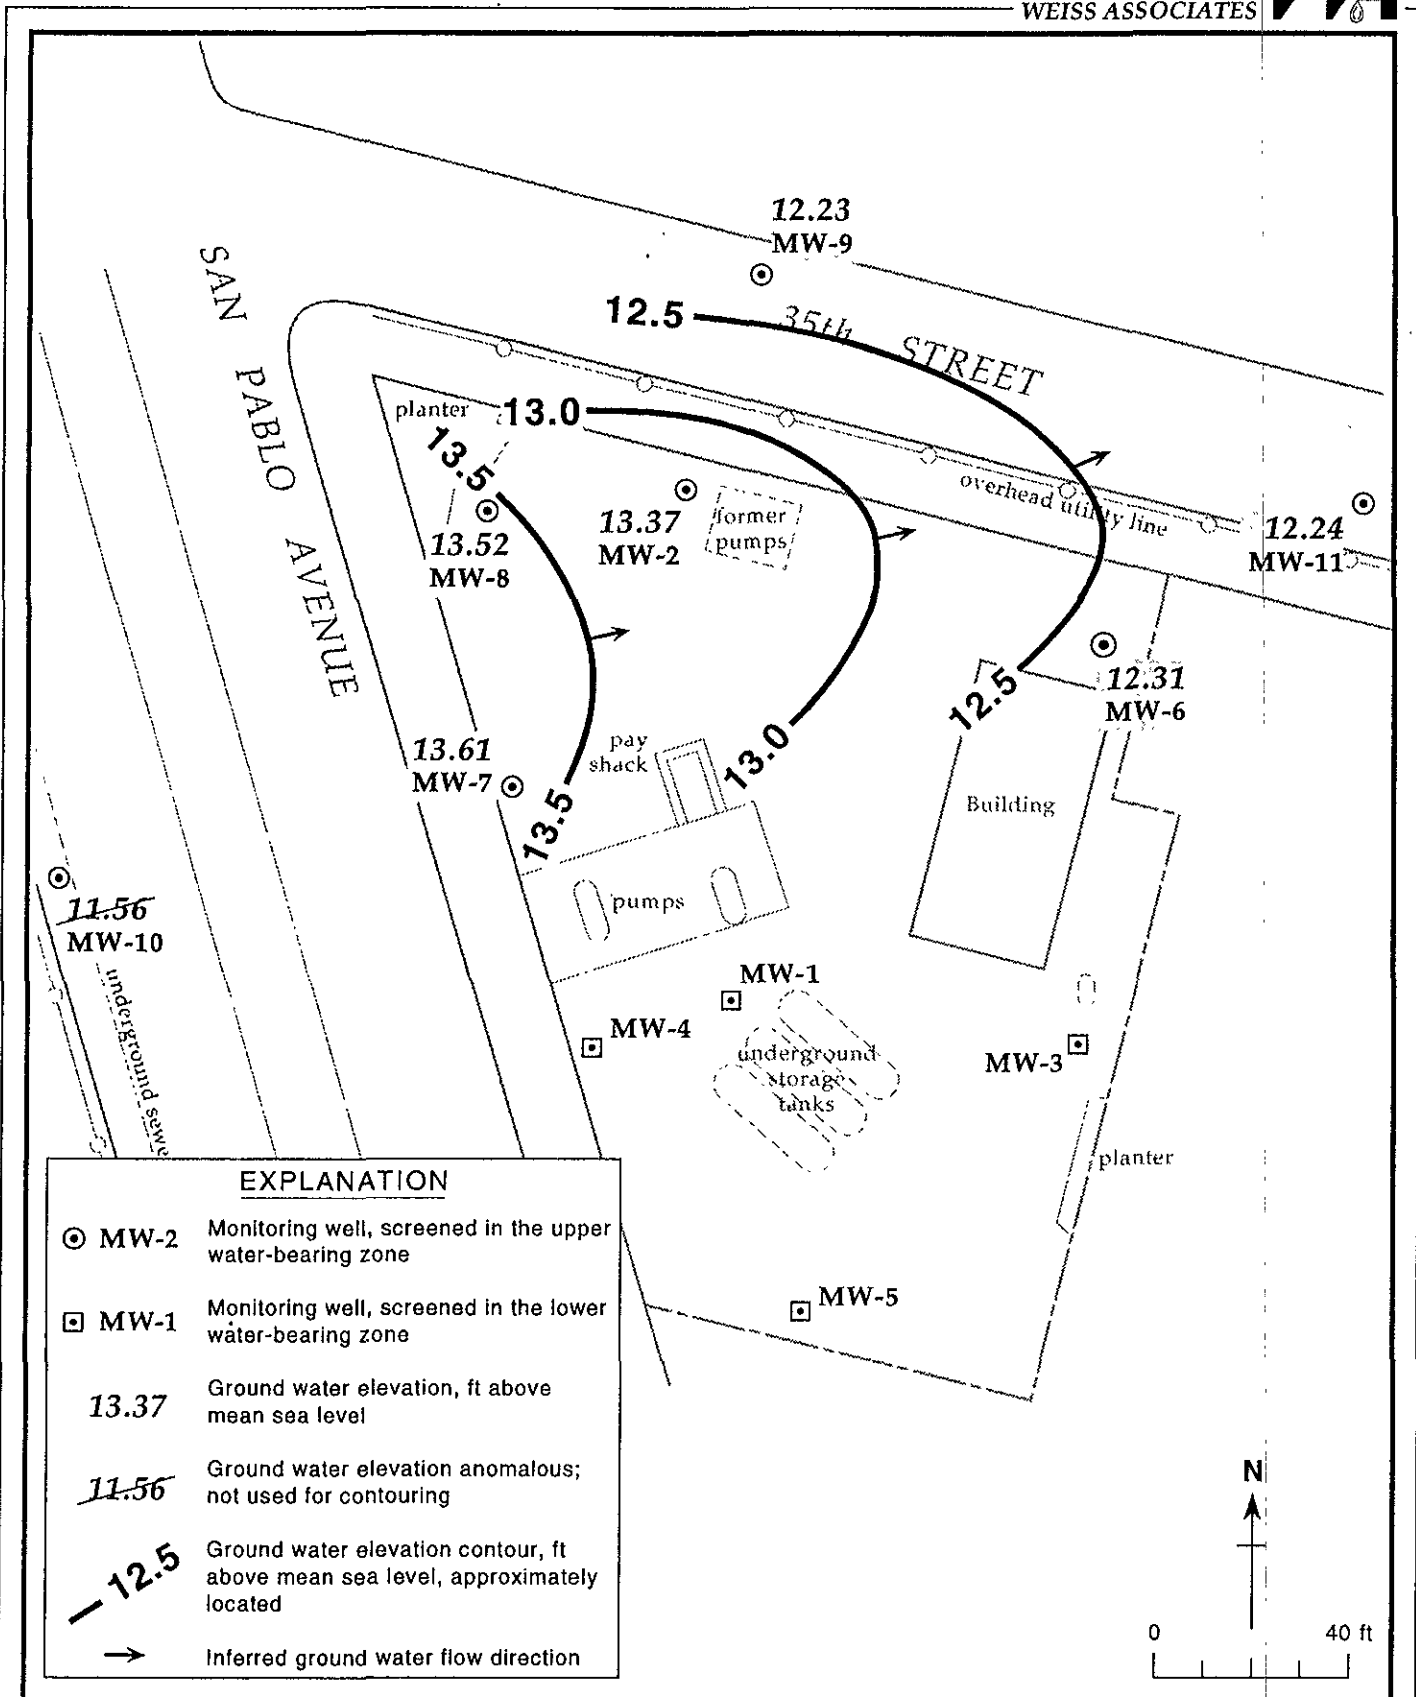 WEISS ASSOCIATES
12.23
MW-9
SAN PABLO AVENUE
12.5
35th STREET
planter
13.0
13.5
13.52
MW-8
13.37
MW-2
former
pumps
overhead utility line
12.24
MW-11
12.31
MW-6
12.5
13.61
MW-7
pay
shack
13.0
13.5
Building
pumps
11.56
MW-10
underground sewe
MW-1
MW-4
underground
storage
tanks
MW-3
planter
MW-5
EXPLANATION
MW-2
Monitoring well, screened in the upper
water-bearing zone
MW-1
Monitoring well, screened in the lower
water-bearing zone
13.37
Ground water elevation, ft above
mean sea level
11.56
Ground water elevation anomalous;
not used for contouring
12.5
Ground water elevation contour, ft
above mean sea level, approximately
located
Inferred ground water flow direction
N
0
40 ft